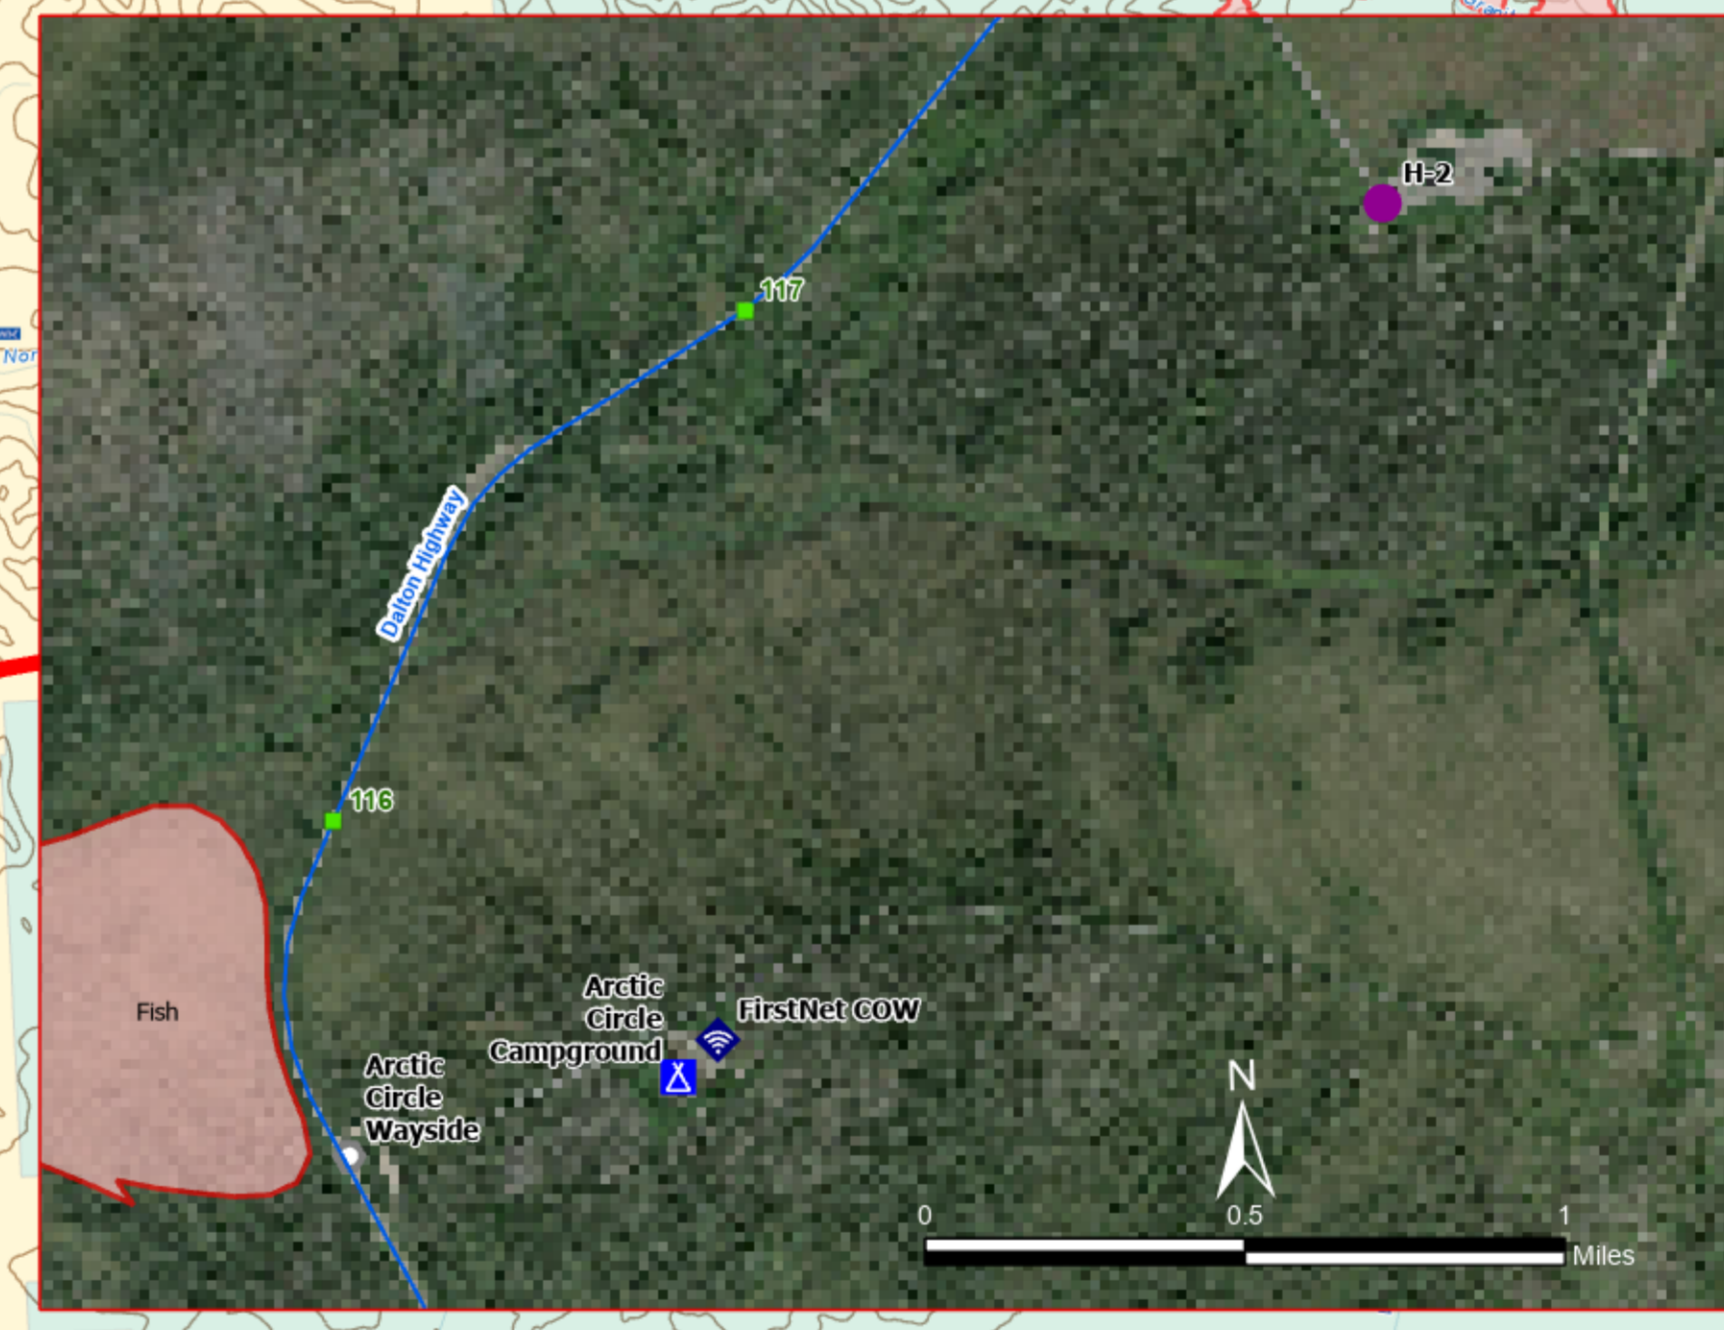 H-2
117
Dalton Highway
116
Fish
Arctic
Circle
Campground
FirstNet COW
Arctic
Circle
Wayside
N
0 0.5 1
Miles